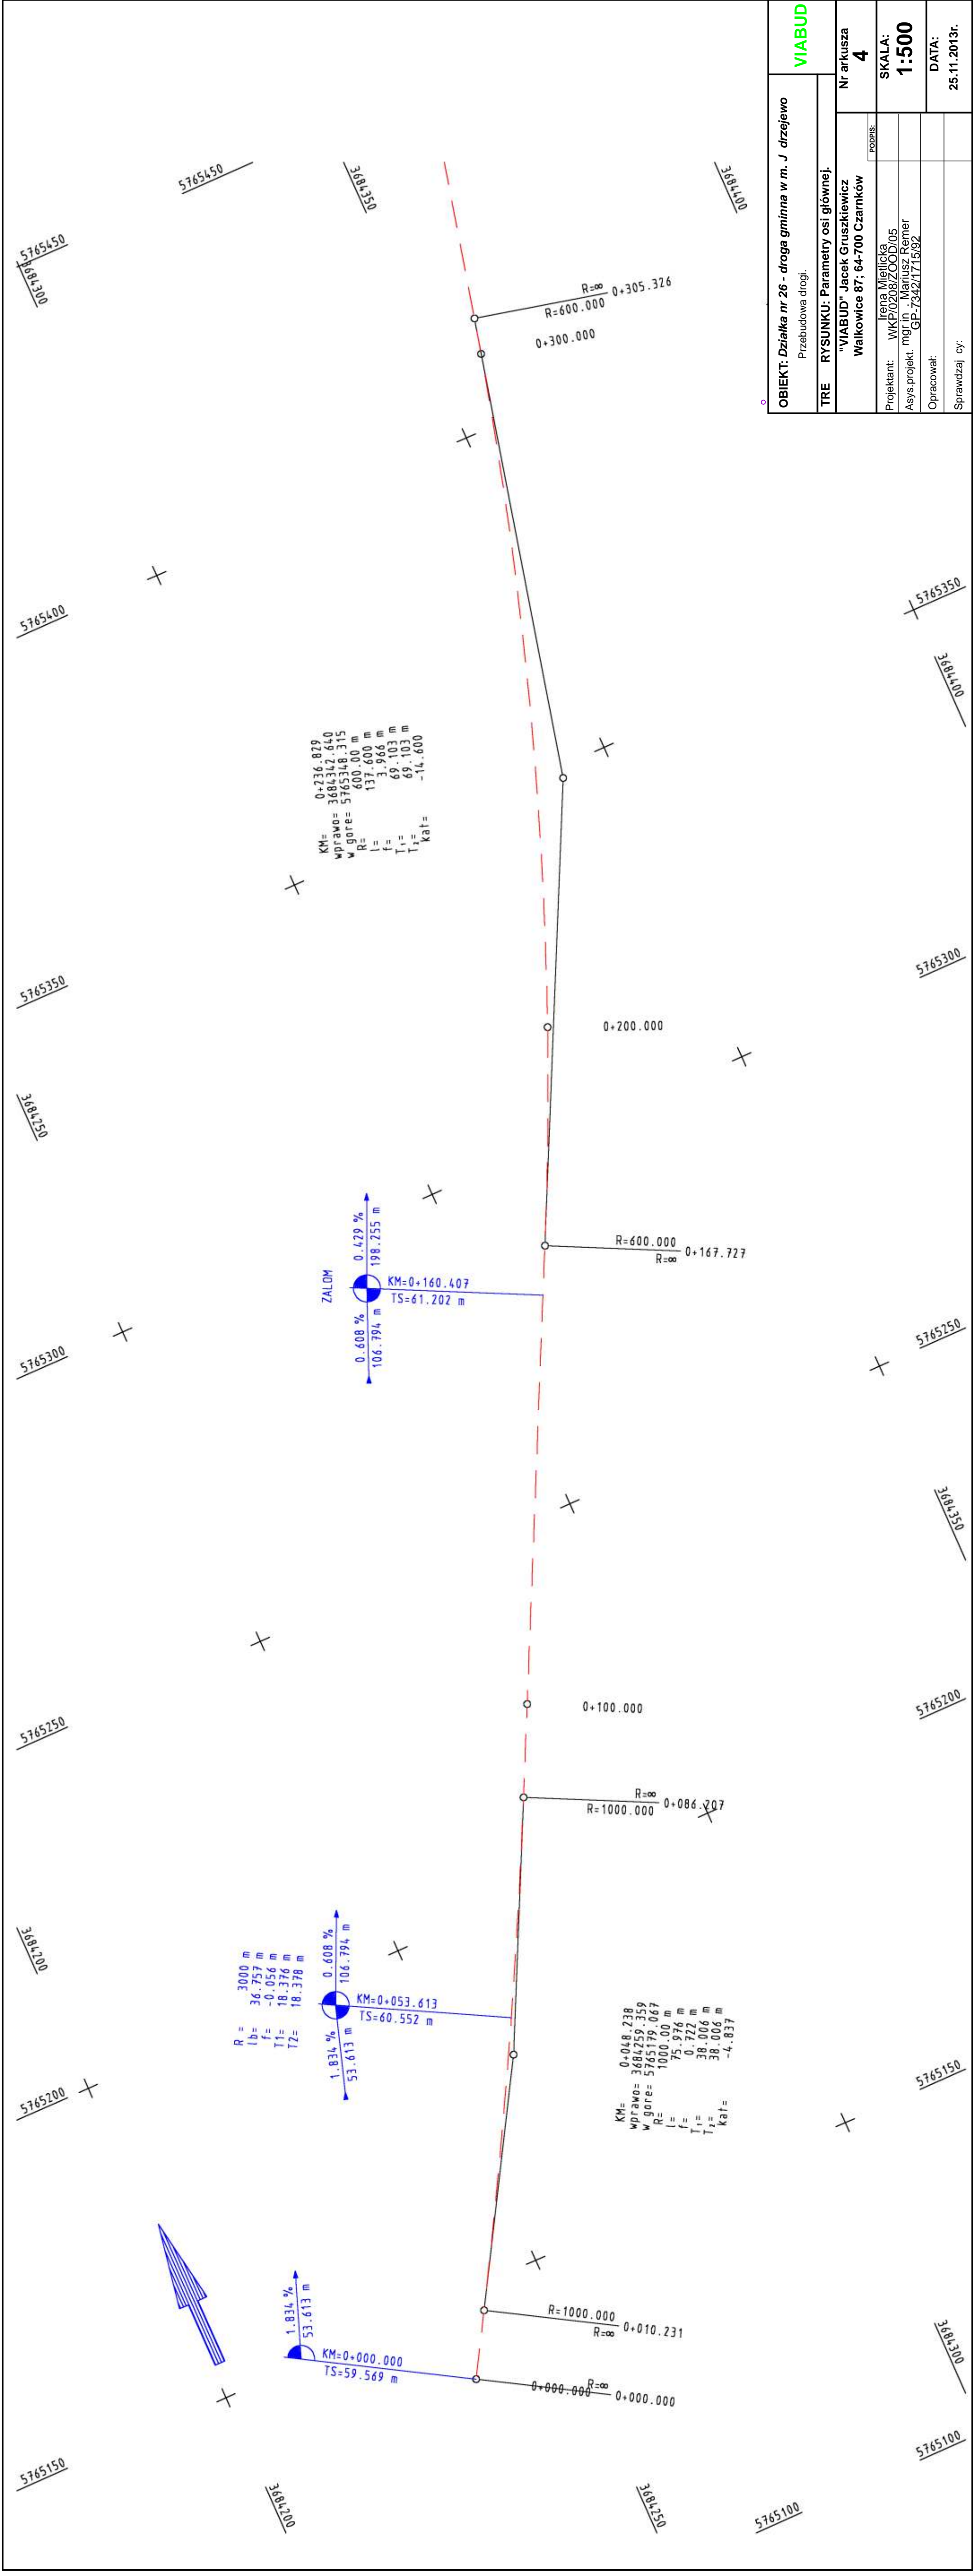 5765450
3684350
3684400
5765450
3684300
R=∞
R=600.000
0+305.326
0+300.000
VIABUD
OBIEKT: Działka nr 26 - droga gminna w m. J drzejewo
Przebudowa drogi.
TRE RYSUNKU: Parametry osi głównej.
"VIABUD" Jacek Gruszkiewicz
Walkowice 87; 64-700 Czarnków
Nr arkusza
4
PODPIS:
Projektant: Irena Mietlicka
WKP/0208/ZOOD/05
Asys.projekt. mgr in . Mariusz Remer
GP-7342/1715/92
Opracował:
Sprawdzaj cy:
SKALA:
1:500
DATA:
25.11.2013r.
5765400
5765350
3684400
KM= 0+236.829
wprawo= 3684342.640
w gore= 5765348.315
R= 600.00 m
l= 137.600 m
f= 3.966 m
T₁= 69.103 m
T₂= 69.103 m
kat= -14.600
5765350
5765300
0+200.000
3684250
ZALOM
0.608 %
106.794 m
0.429 %
198.255 m
KM=0+160.407
TS=61.202 m
R=600.000
R=∞
0+167.727
5765300
5765250
3684350
0+100.000
5765250
5765200
R=∞
R=1000.000
0+086.207
3684200
R = 3000 m
lb= 36.757 m
f= -0.056 m
T1= 18.376 m
T2= 18.378 m
1.834 %
53.613 m
0.608 %
106.794 m
KM=0+053.613
TS=60.552 m
KM= 0+048.238
wprawo= 3684259.359
w gore= 5765179.067
R= 1000.00 m
l= 75.976 m
f= 0.722 m
T₁= 38.006 m
T₂= 38.006 m
kat= -4.837
5765200
5765150
1.834 %
53.613 m
KM=0+000.000
TS=59.569 m
R=1000.000
R=∞
0+010.231
0+000.000
R=∞
0+000.000
3684300
5765150
5765100
3684200
3684250
5765100